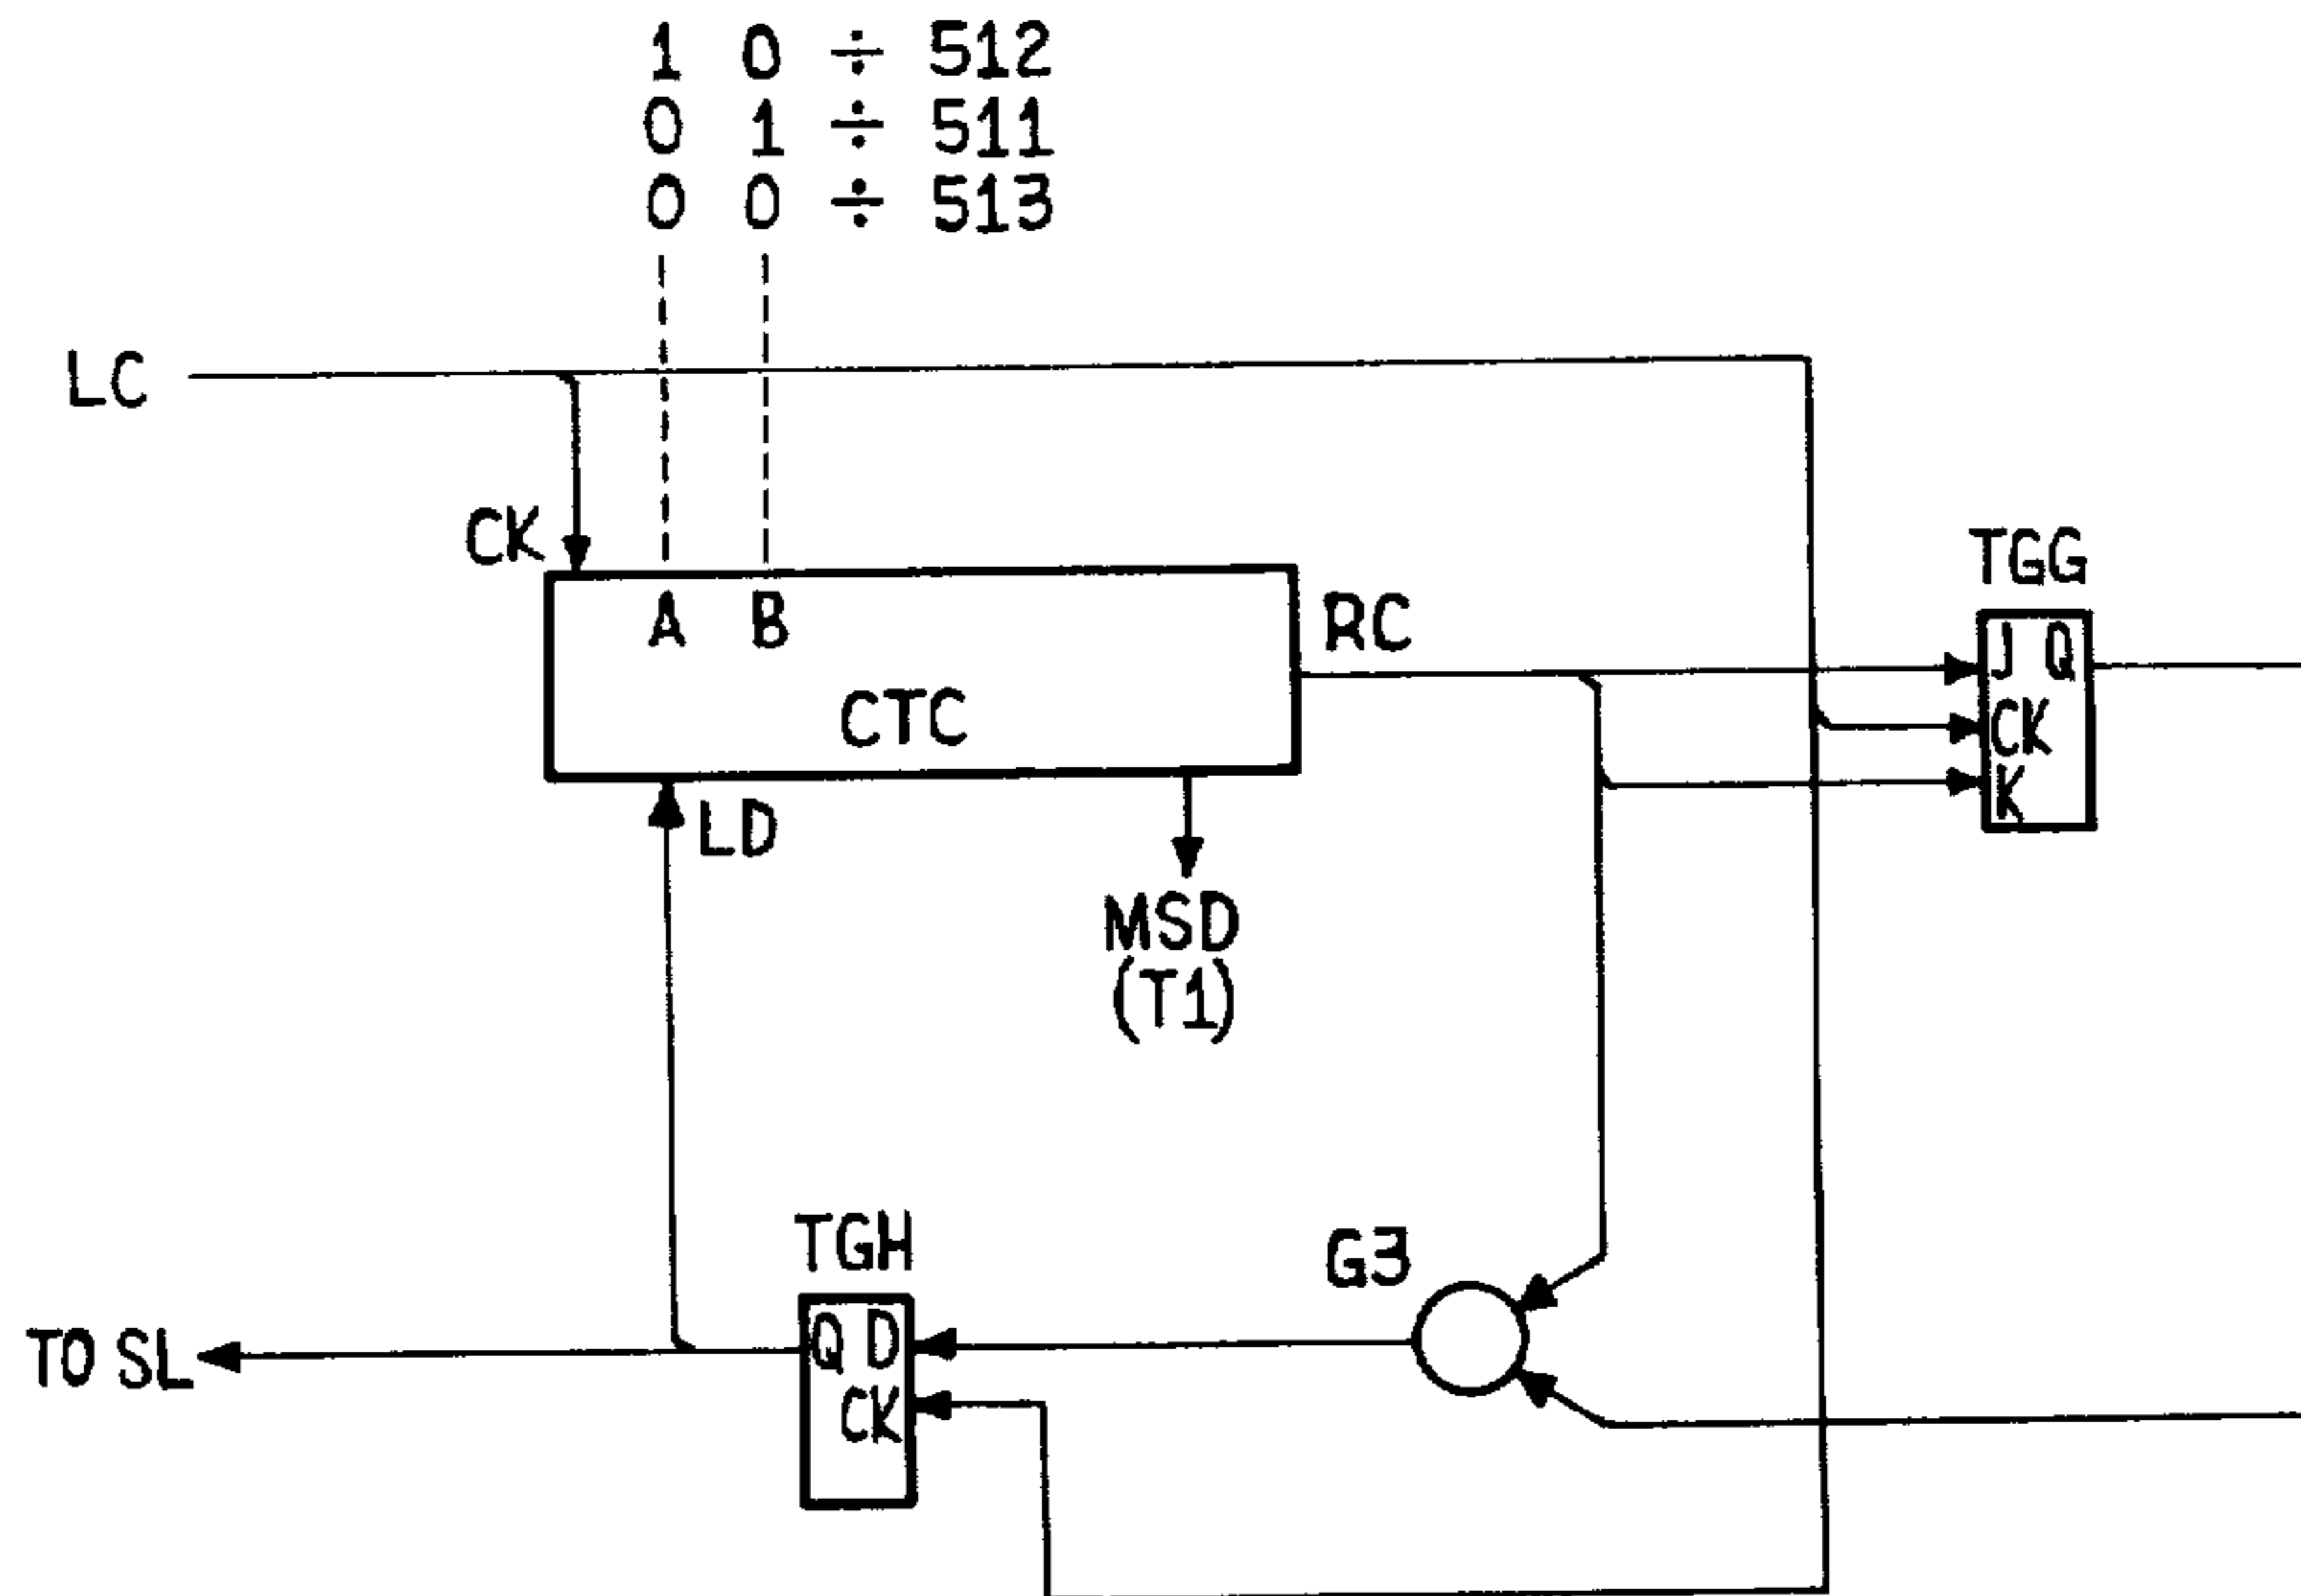 1 0 ÷ 512
0 1 ÷ 511
0 0 ÷ 513
LC
CK
TGG
A B
RC
J Q
CTC
CK
K
LD
MSD
(T1)
TGH
G3
TO SL
Q D
CK